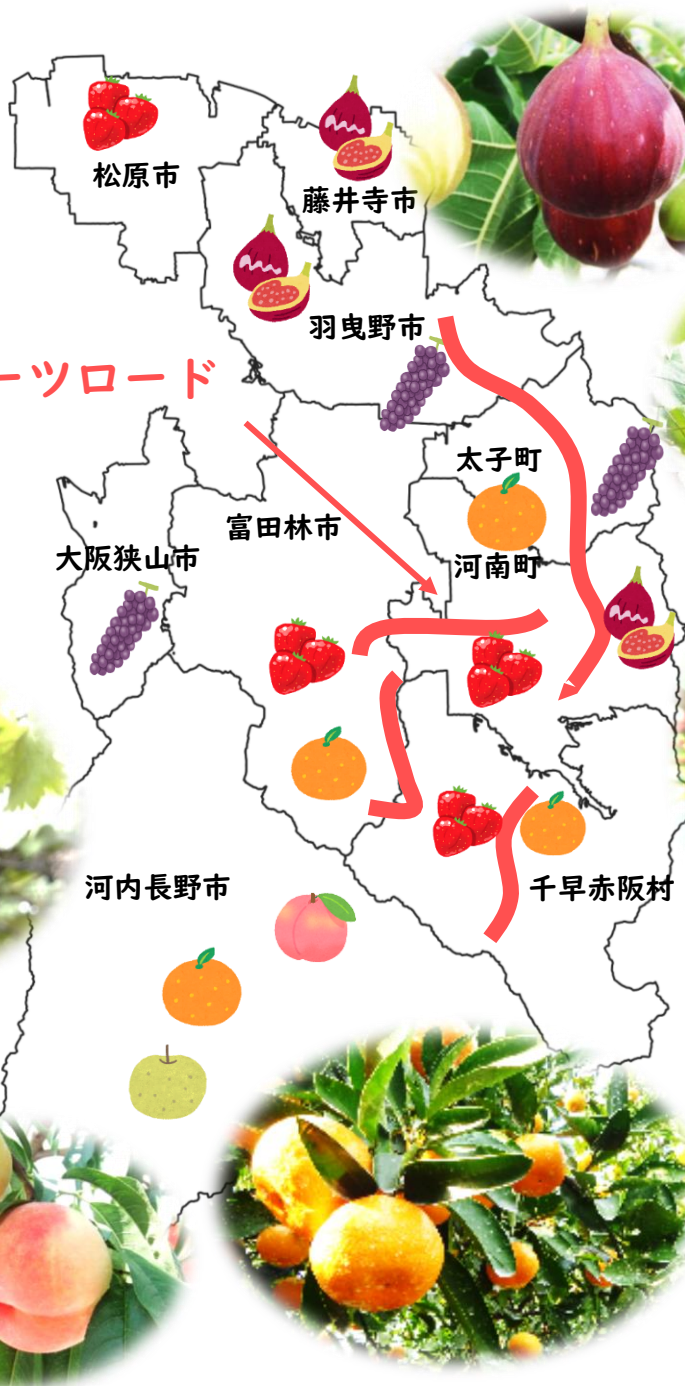 松原市
藤井寺市
羽曳野市
ーツロード
太子町
富田林市
大阪狭山市
河南町
河内長野市
千早赤阪村